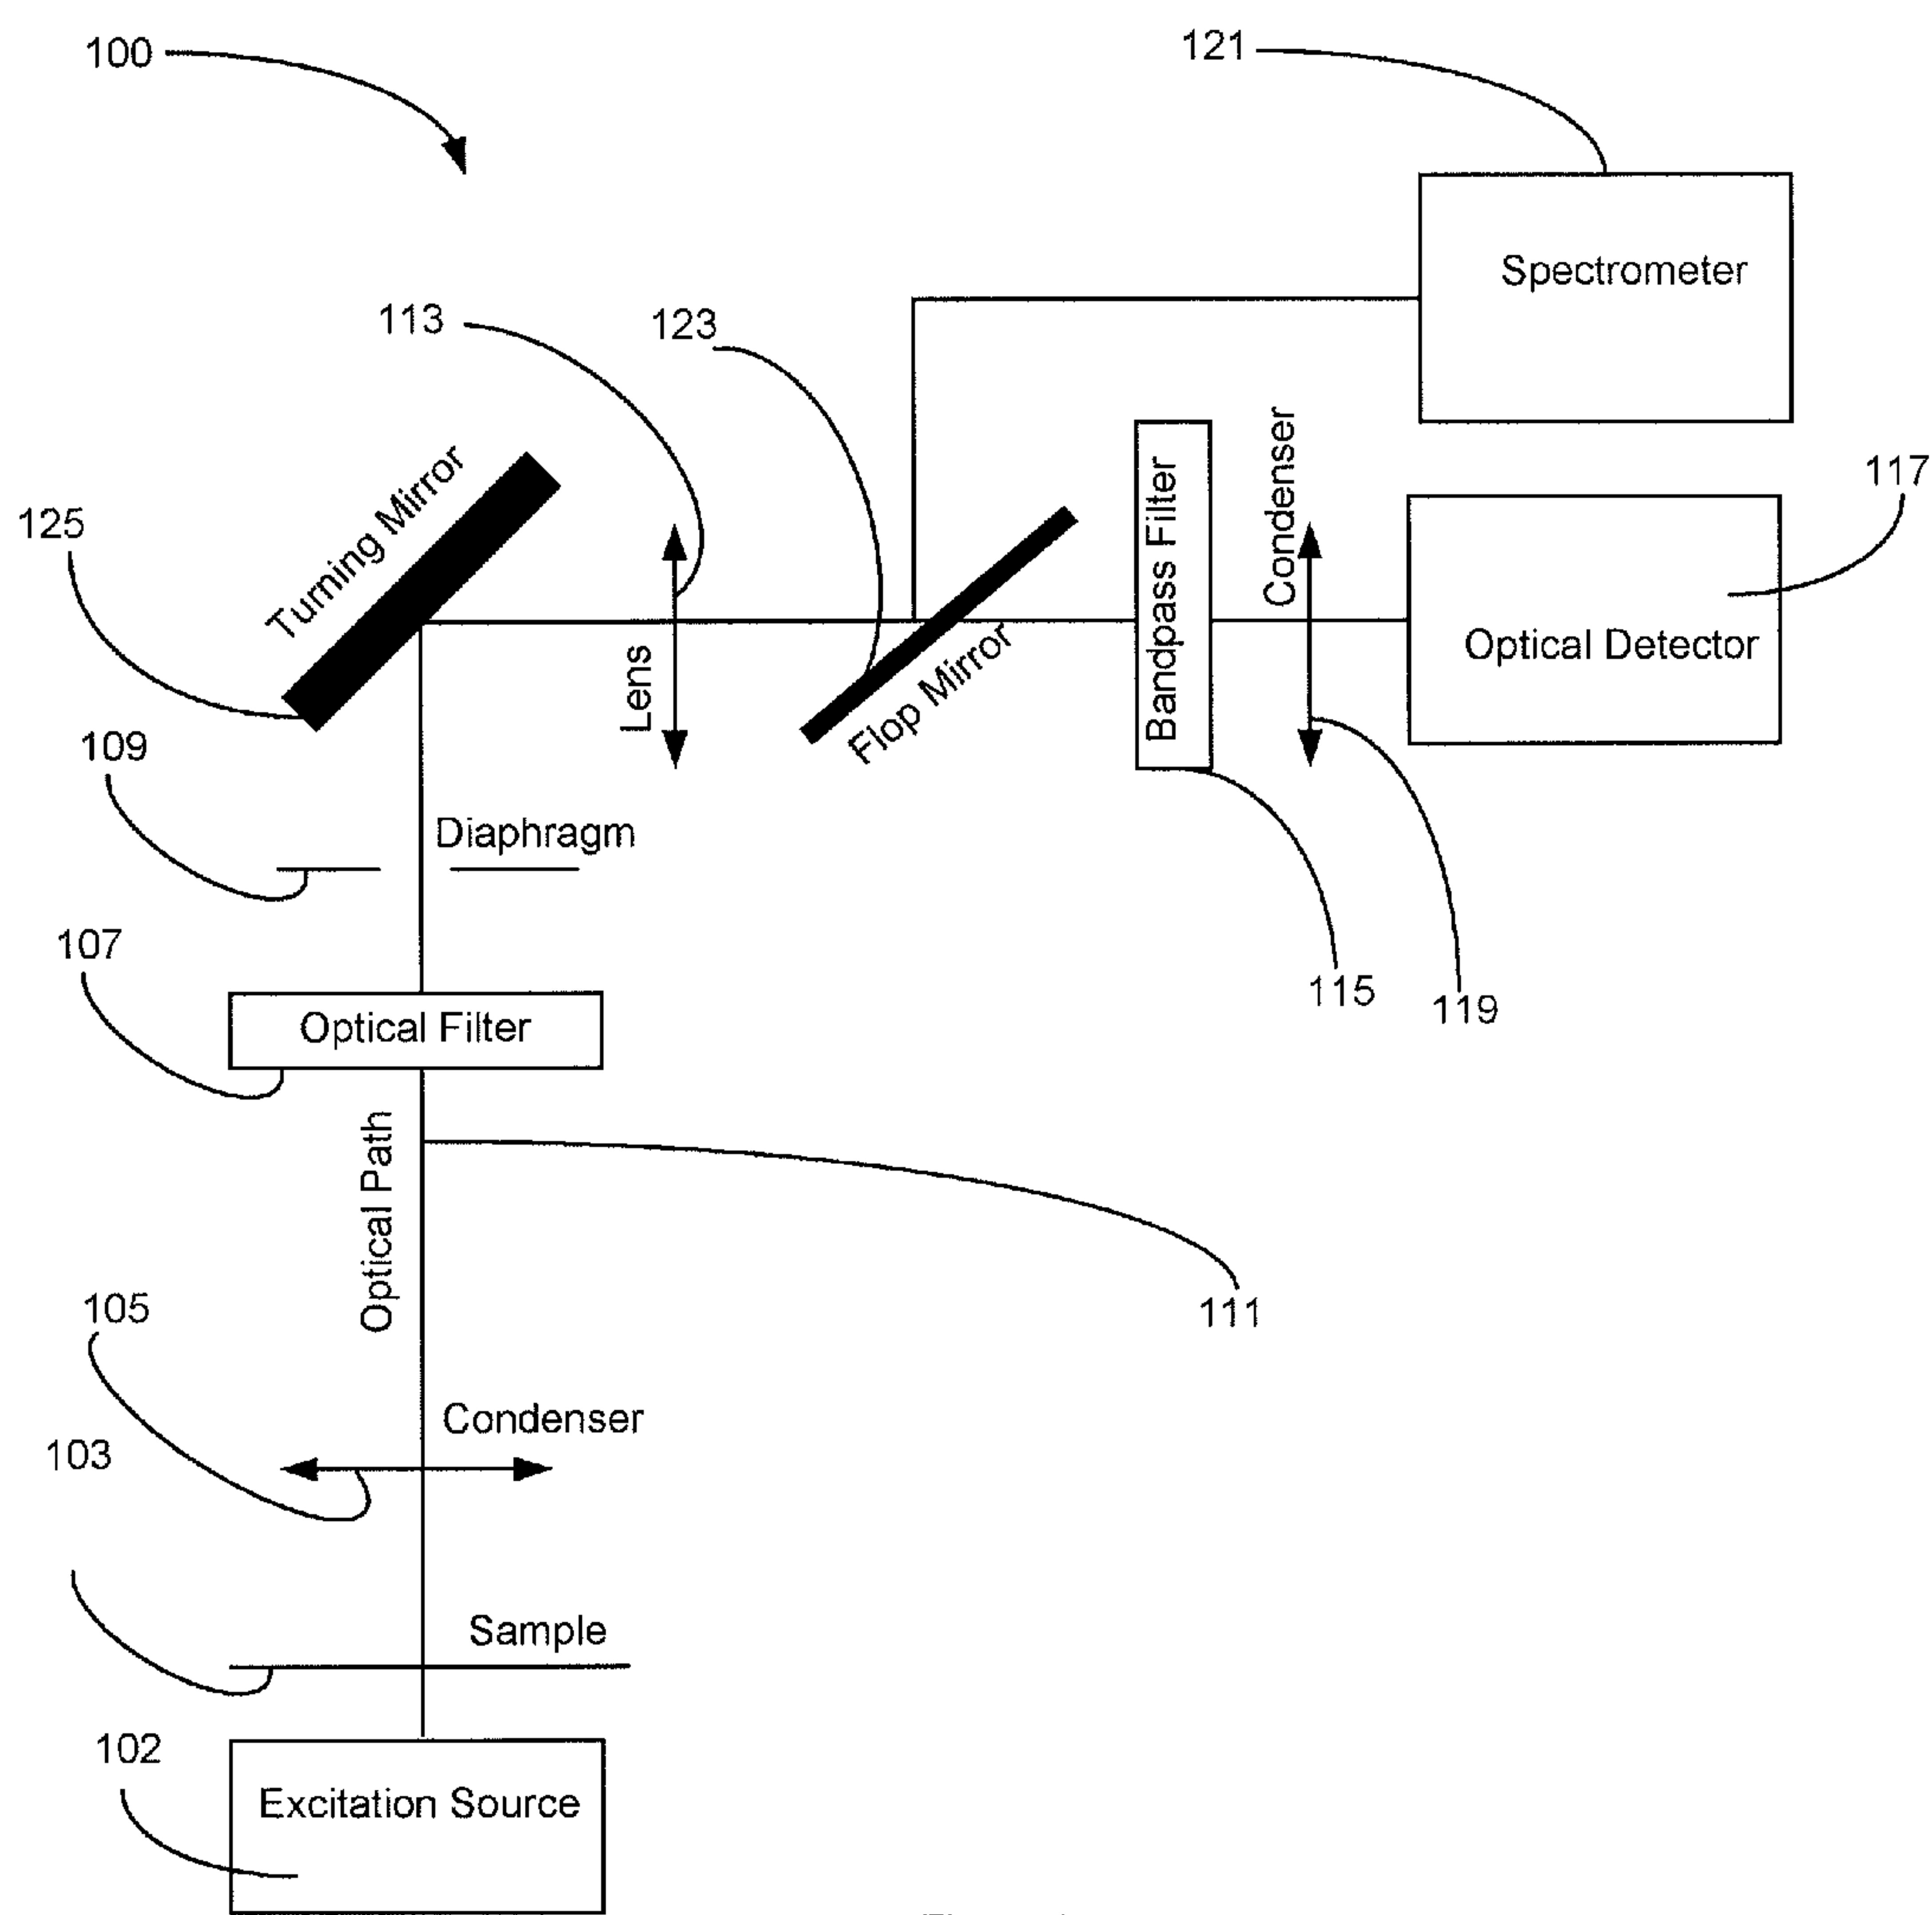 100
121
Spectrometer
113
123
Condenser
117
Turning Mirror
125
Bandpass Filter
Lens
Flop Mirror
Optical Detector
109
Diaphragm
107
115
119
Optical Filter
Optical Path
105
111
Condenser
103
Sample
102
Excitation Source